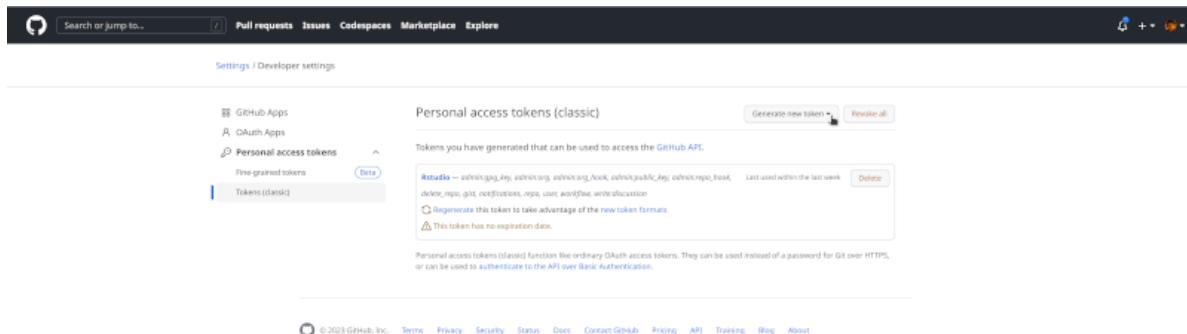 Search or jump to... / Pull requests Issues Codespaces Marketplace Explore
Settings / Developer settings
GitHub Apps
OAuth Apps
Personal access tokens
Fine-grained tokens Beta
Tokens (classic)
Personal access tokens (classic) Generate new token Revoke all
Tokens you have generated that can be used to access the GitHub API.
Rstudio — admin:gpg_key, admin:org, admin:org_hook, admin:public_key, admin:repo_hook, Last used within the last week Delete
delete_repo, gist, notifications, repo, user, workflow, write:discussion
Regenerate this token to take advantage of the new token formats
This token has no expiration date.
Personal access tokens (classic) function like ordinary OAuth access tokens. They can be used instead of a password for Git over HTTPS,
or can be used to authenticate to the API over Basic Authentication.
© 2023 GitHub, Inc. Terms Privacy Security Status Docs Contact GitHub Pricing API Training Blog About